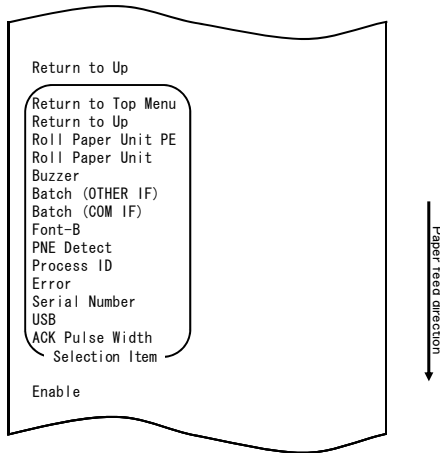 Return to Up
Return to Top Menu
Return to Up
Roll Paper Unit PE
Roll Paper Unit
Buzzer
Batch (OTHER IF)
Batch (COM IF)
Font-B
PNE Detect
Process ID
Error
Serial Number
USB
ACK Pulse Width
Selection Item
Enable
Paper feed direction